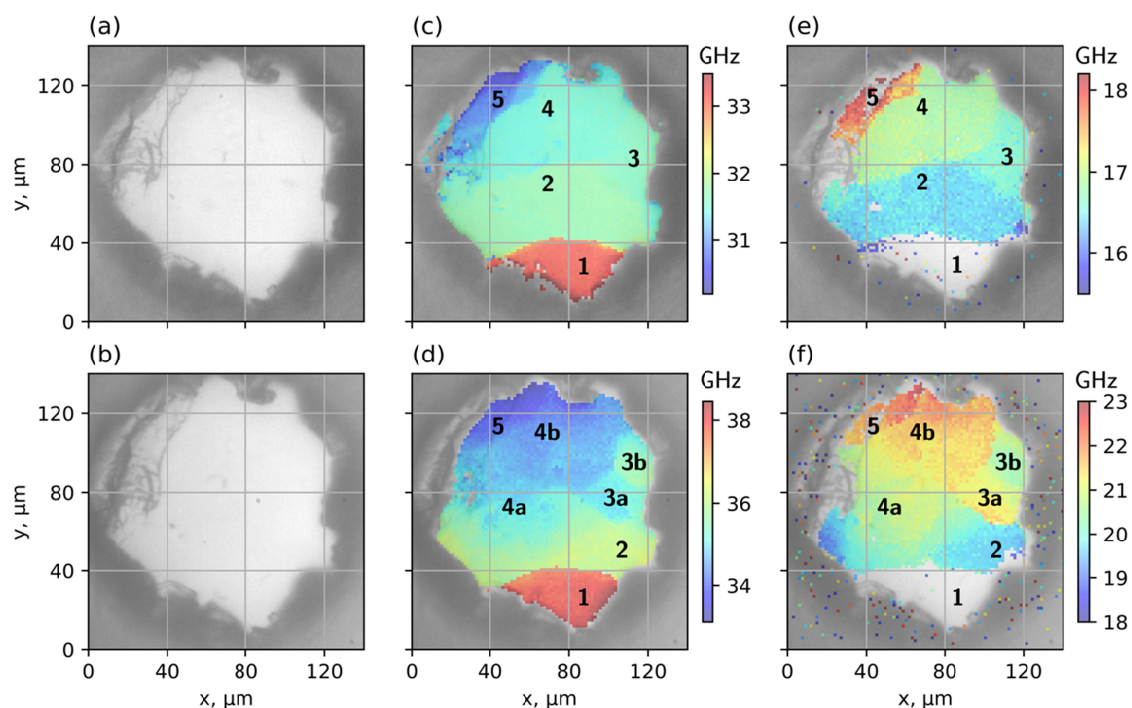 (a) (c) (e)
GHz GHz
120
80
40
0
y, µm
5 4 3 2 1
33
32
31
5 4 3 2 1
18
17
16
(b) (d) (f)
GHz GHz
120
80
40
0
y, µm
5 4b 3b 3a 4a 2 1
38
36
34
5 4b 3b 3a 4a 2 1
23
22
21
20
19
18
0 40 80 120 0 40 80 120 0 40 80 120
x, µm x, µm x, µm